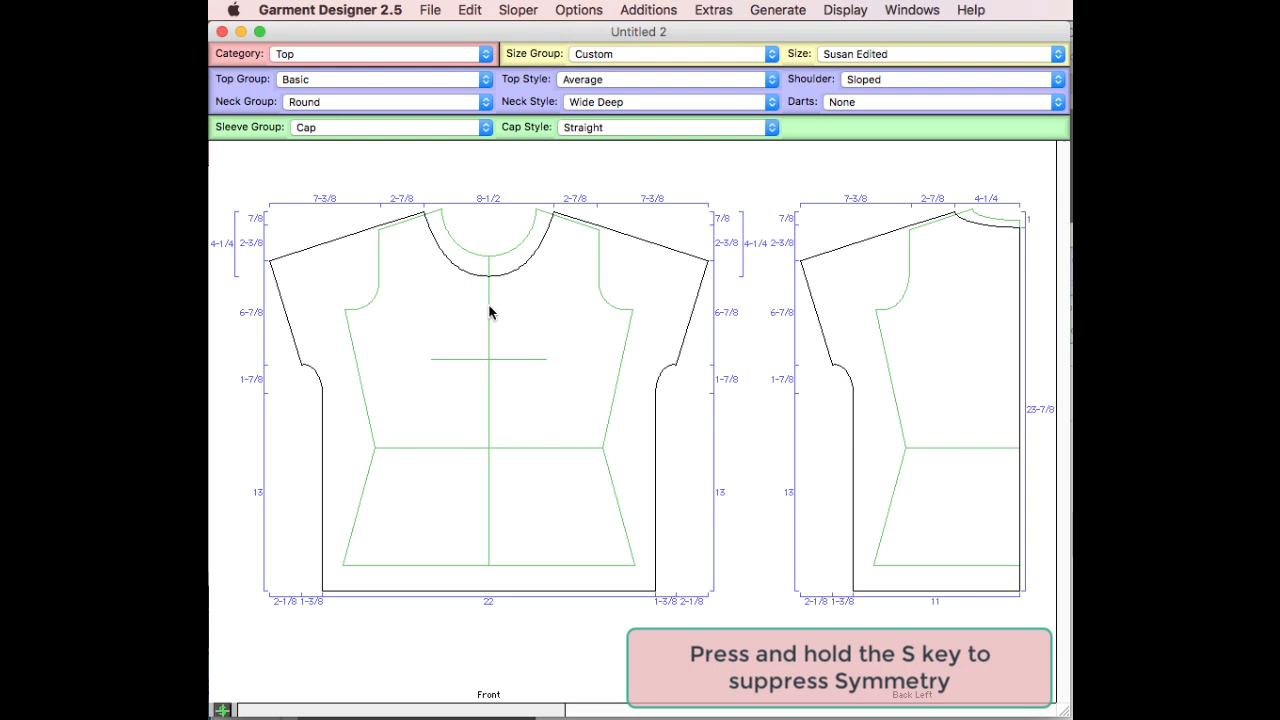 Garment Designer 2.5 File Edit Sloper Options Additions Extras Generate Display Windows Help
Untitled 2
Category: Top Size Group: Custom Size: Susan Edited
Top Group: Basic Top Style: Average Shoulder: Sloped
Neck Group: Round Neck Style: Wide Deep Darts: None
Sleeve Group: Cap Cap Style: Straight
7-3/8 2-7/8 8-1/2 2-7/8 7-3/8 7-3/8 2-7/8 4-1/4
7/8 7/8 7/8 1
4-1/4 2-3/8 2-3/8 4-1/4 2-3/8
6-7/8 6-7/8 6-7/8
1-7/8 1-7/8 1-7/8
23-7/8
13 13 13
2-1/8 1-3/8 22 1-3/8 2-1/8 2-1/8 1-3/8 11
Press and hold the S key to
suppress Symmetry
Front Back Left